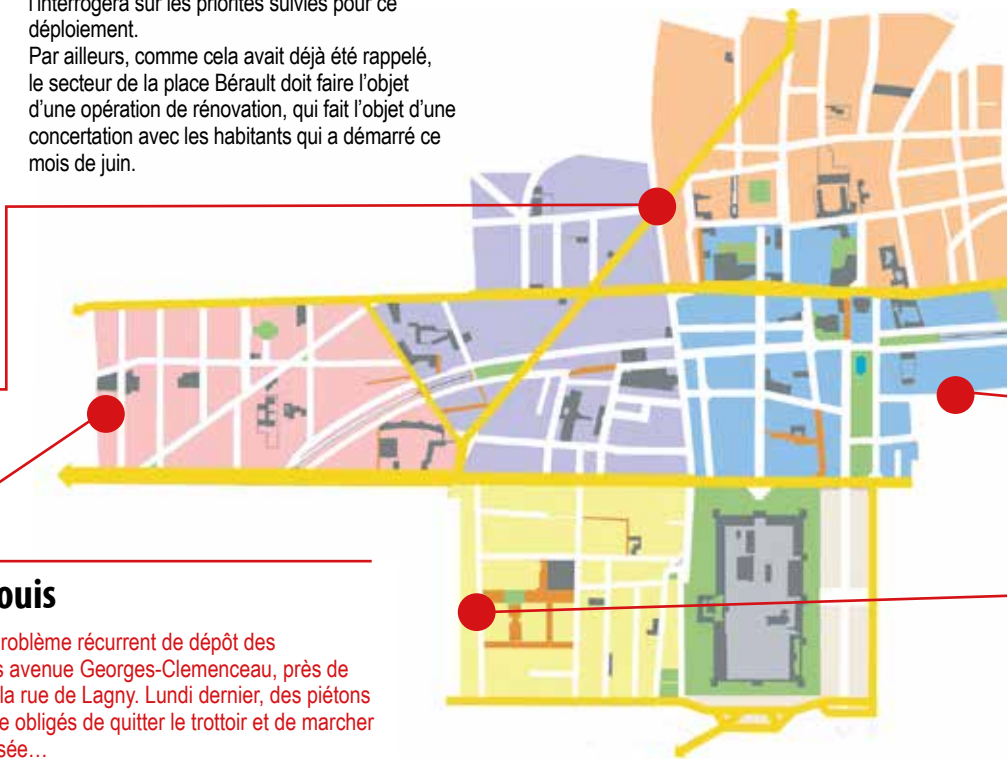 l'interrogera sur les priorités suivies pour ce
déploiement.
Par ailleurs, comme cela avait déjà été rappelé,
le secteur de la place Bérault doit faire l'objet
d'une opération de rénovation, qui fait l'objet d'une
concertation avec les habitants qui a démarré ce
mois de juin.
ouis
roblème récurrent de dépôt des
s avenue Georges-Clemenceau, près de
la rue de Lagny. Lundi dernier, des piétons
e obligés de quitter le trottoir et de marcher
sée…